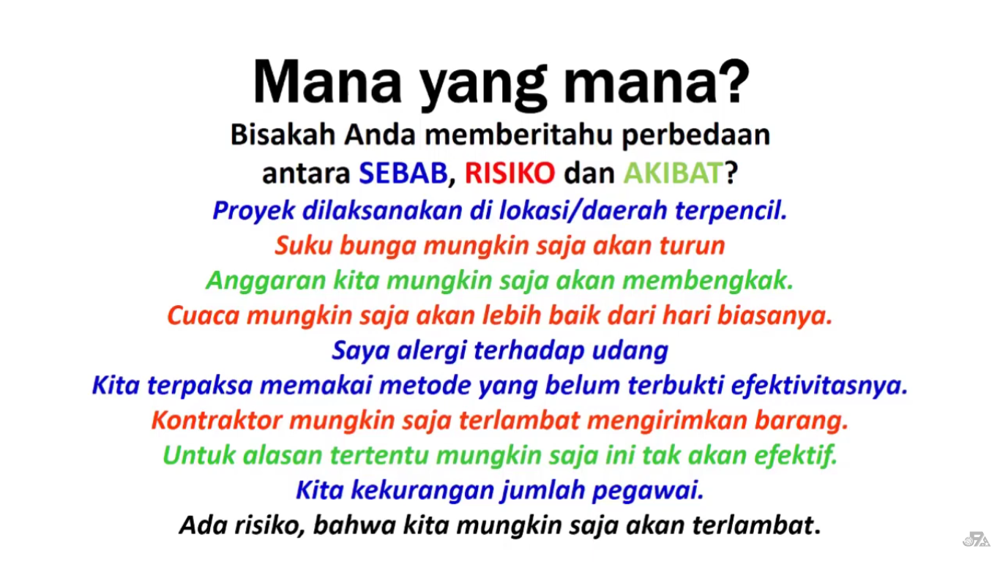 Mana yang mana?
Bisakah Anda memberitahu perbedaan
antara SEBAB, RISIKO dan AKIBAT?
Proyek dilaksanakan di lokasi/daerah terpencil.
Suku bunga mungkin saja akan turun
Anggaran kita mungkin saja akan membengkak.
Cuaca mungkin saja akan lebih baik dari hari biasanya.
Saya alergi terhadap udang
Kita terpaksa memakai metode yang belum terbukti efektivitasnya.
Kontraktor mungkin saja terlambat mengirimkan barang.
Untuk alasan tertentu mungkin saja ini tak akan efektif.
Kita kekurangan jumlah pegawai.
Ada risiko, bahwa kita mungkin saja akan terlambat.